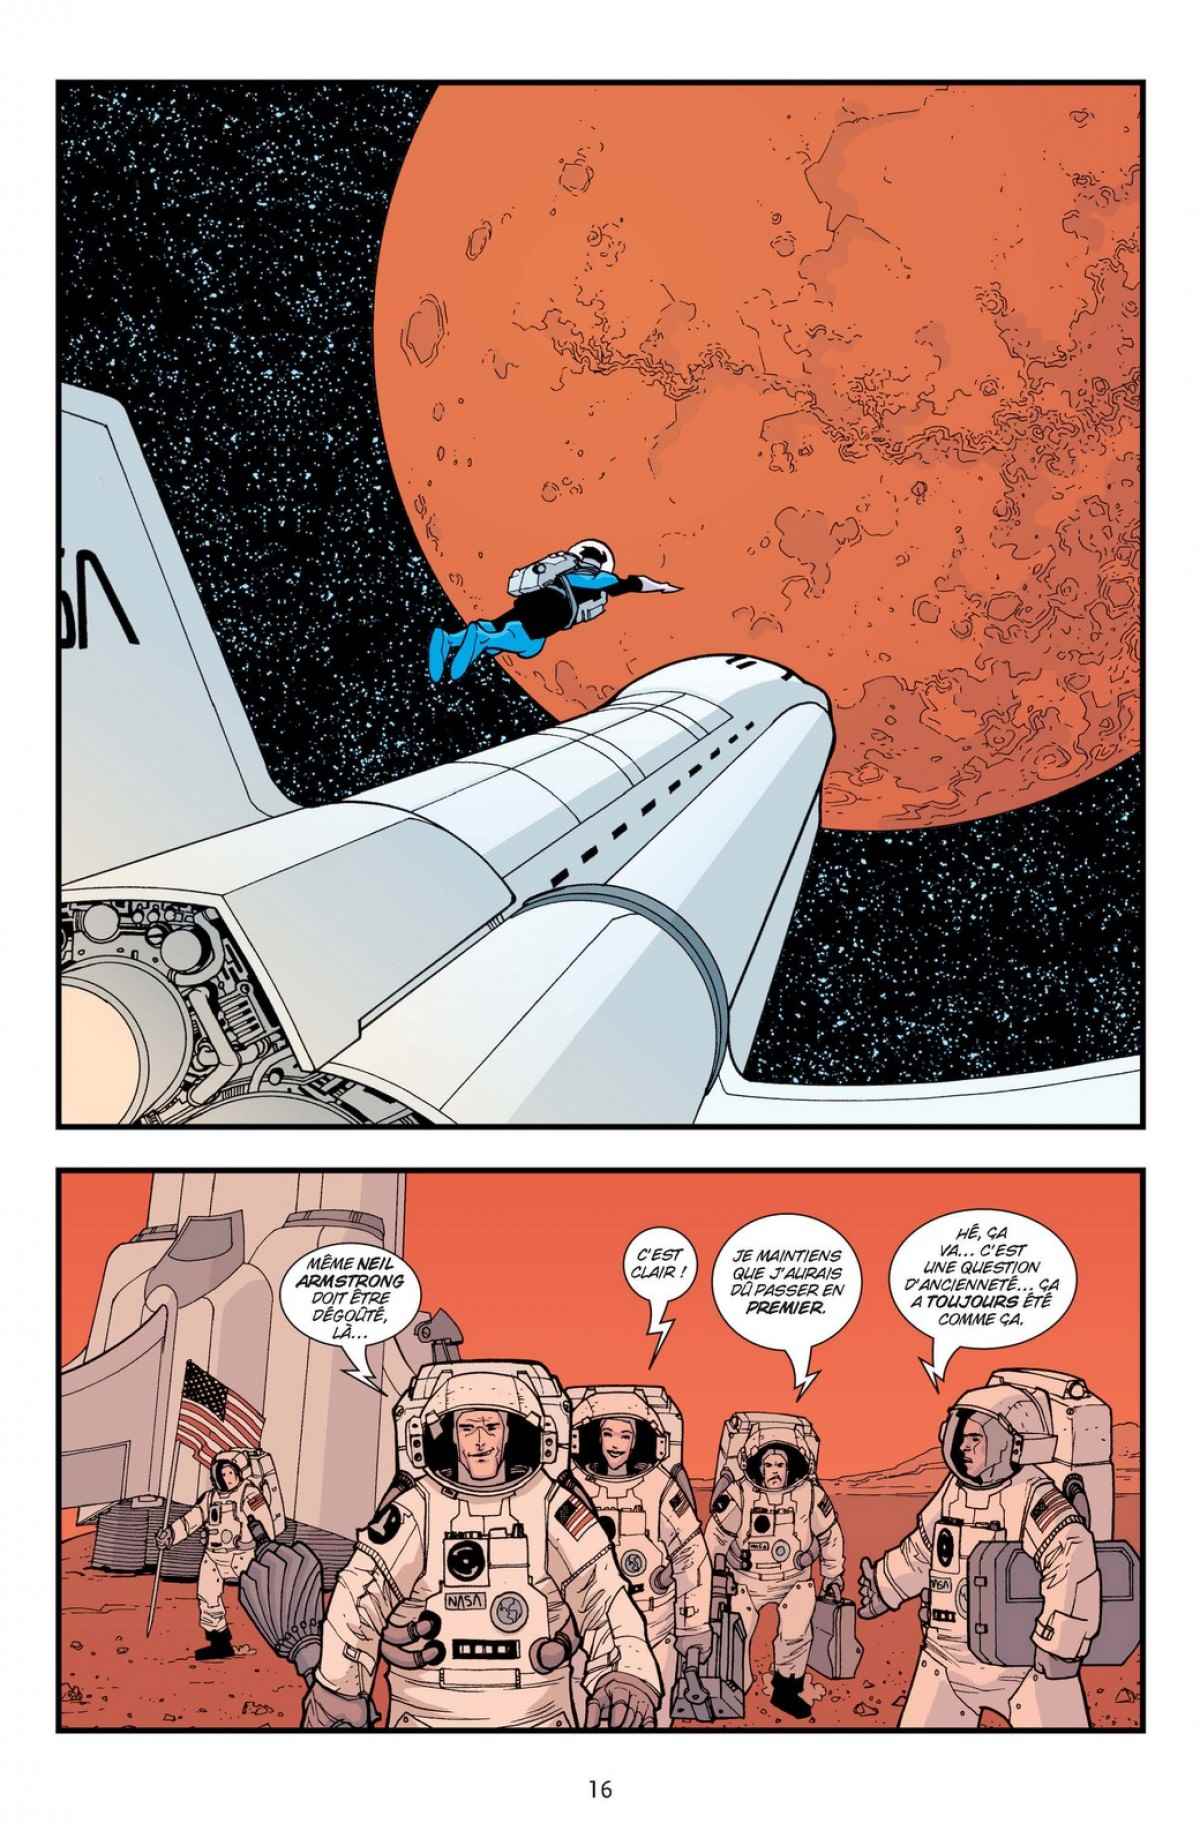 MÊME NEIL
ARMSTRONG
DOIT ÊTRE
DÉGOÛTÉ,
LÀ...
C'EST
CLAIR !
JE MAINTIENS
QUE J'AURAIS
DÛ PASSER EN
PREMIER.
HÉ, ÇA
VA... C'EST
UNE QUESTION
D'ANCIENNETÉ... ÇA
A TOUJOURS ÉTÉ
COMME ÇA.
NASA
NASA
NASA
16